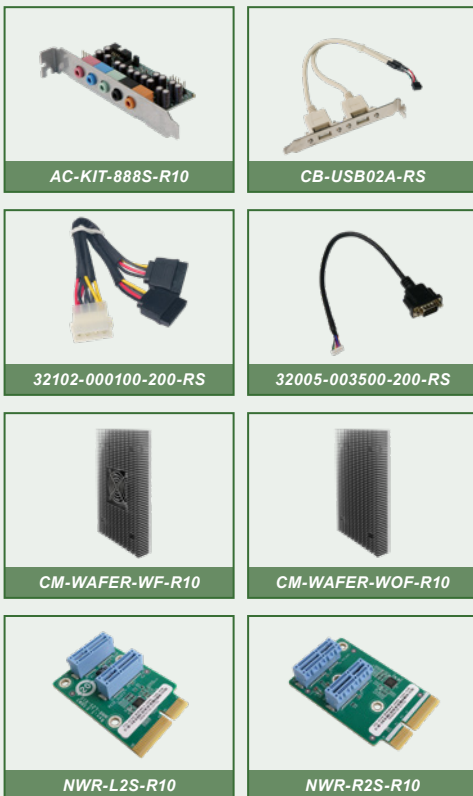 AC-KIT-888S-R10
CB-USB02A-RS
32102-000100-200-RS
32005-003500-200-RS
CM-WAFER-WF-R10
CM-WAFER-WOF-R10
NWR-L2S-R10
NWR-R2S-R10